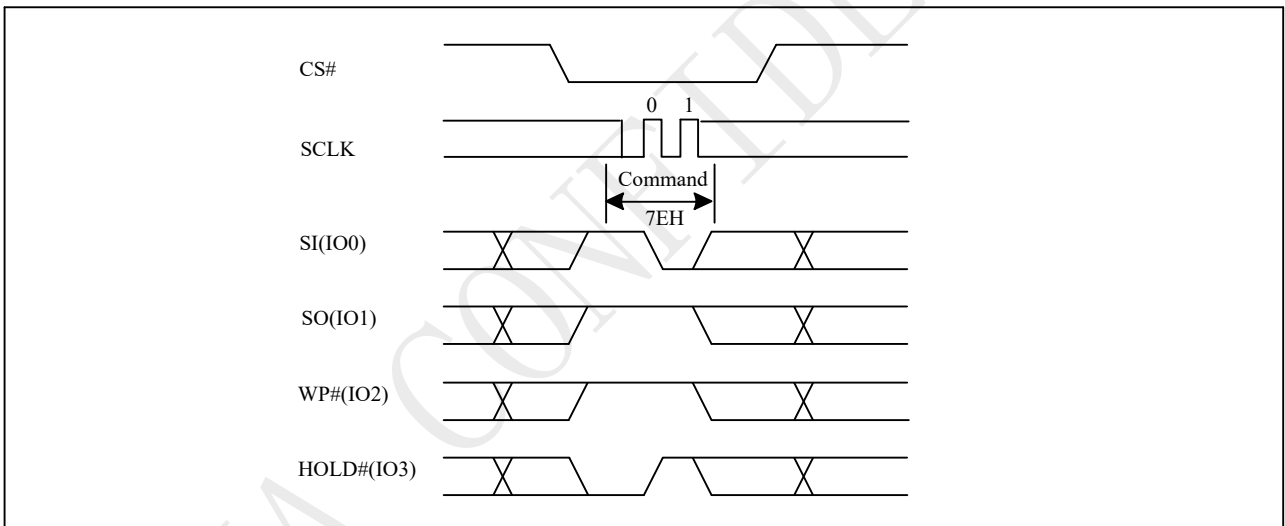 CS#
0 1
SCLK
Command
7EH
SI(IO0)
SO(IO1)
WP#(IO2)
HOLD#(IO3)